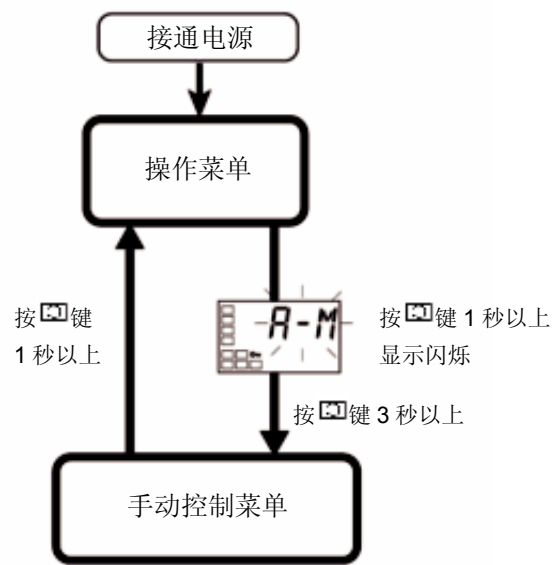 接通电源
操作菜单
按键
1 秒以上
A-M
按键 1 秒以上
显示闪烁
按键 3 秒以上
手动控制菜单